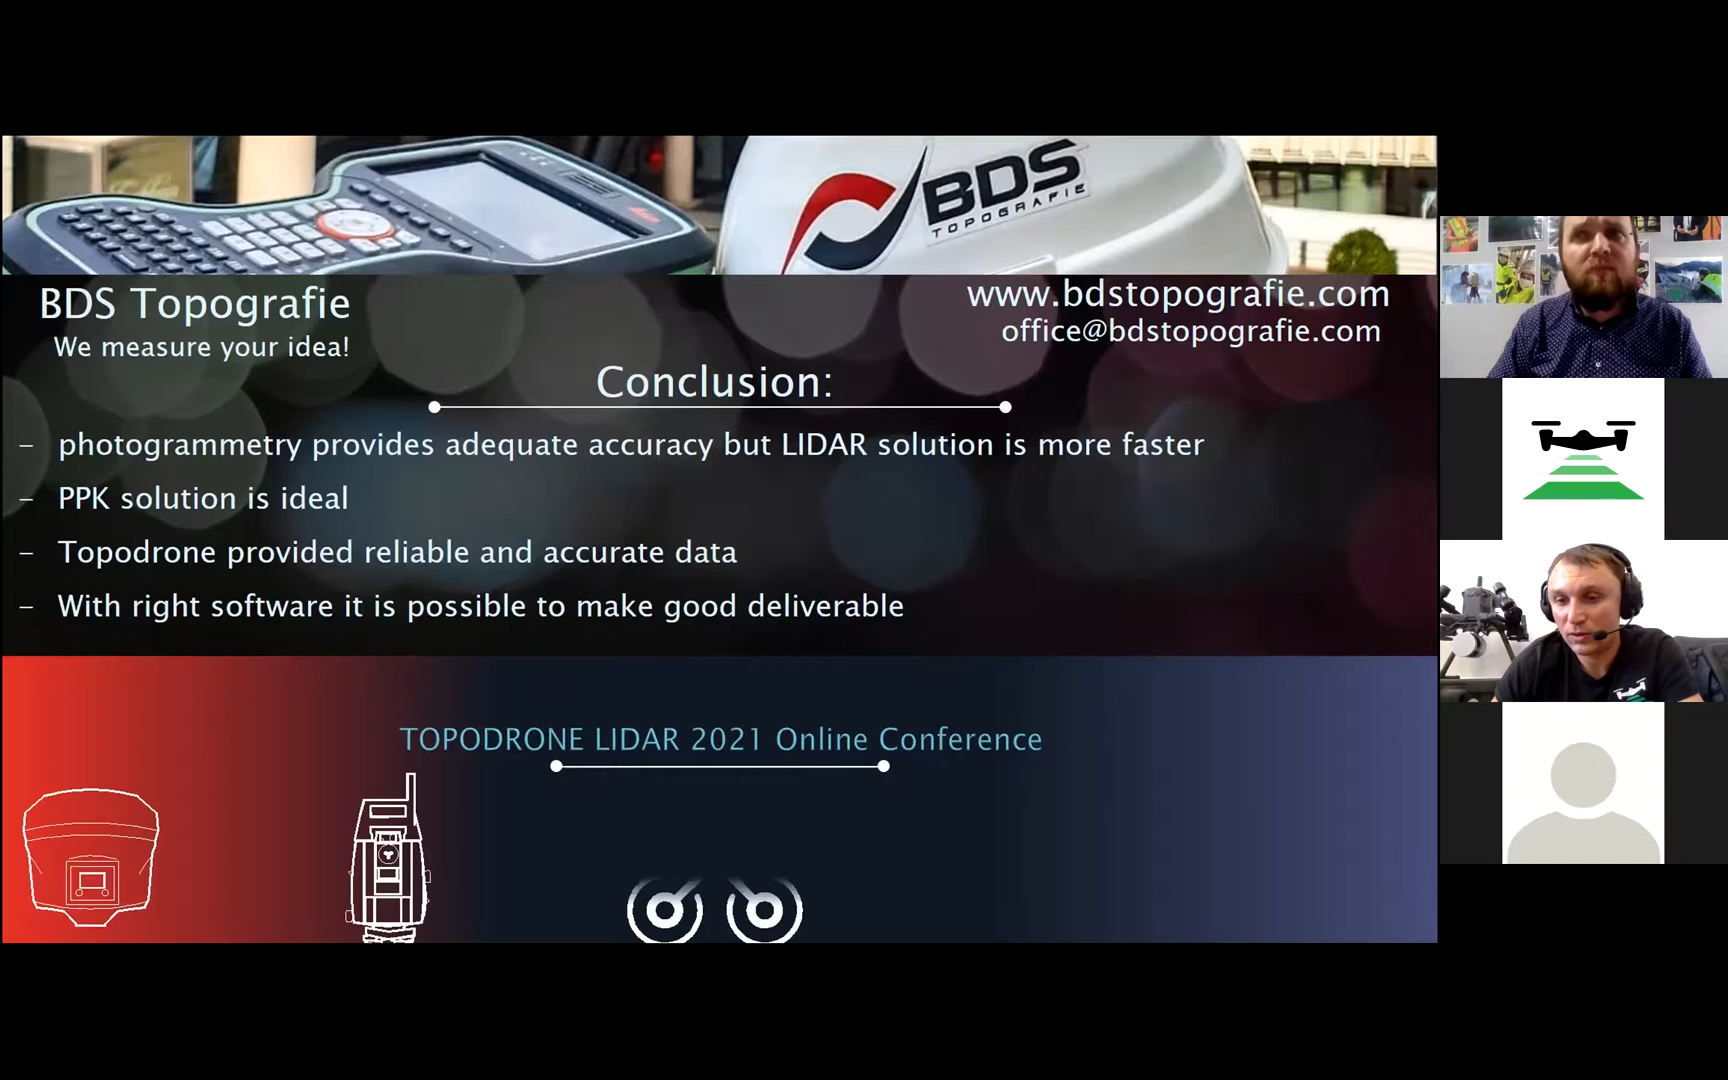 BDS
TOPOGRAFIE
BDS Topografie
We measure your idea!
www.bdstopografie.com
office@bdstopografie.com
Conclusion:
– photogrammetry provides adequate accuracy but LIDAR solution is more faster
– PPK solution is ideal
– Topodrone provided reliable and accurate data
– With right software it is possible to make good deliverable
TOPODRONE LIDAR 2021 Online Conference